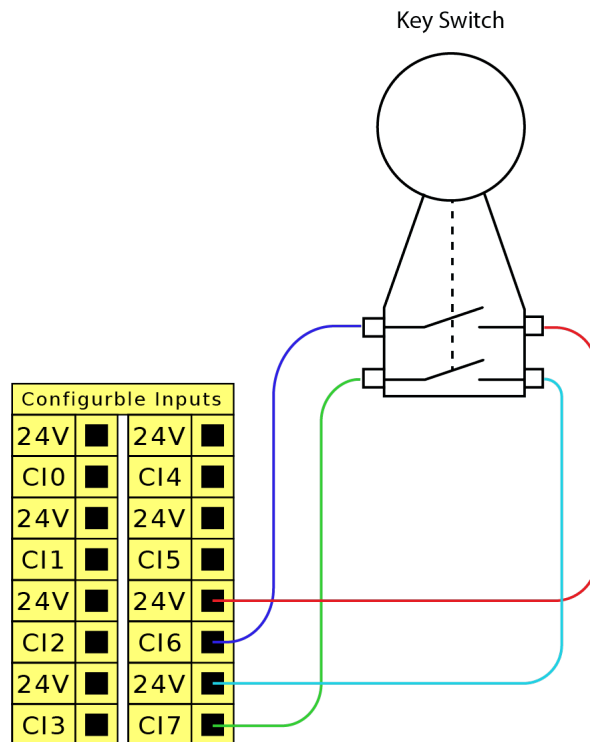 Key Switch
Configurble Inputs
24V 24V
CI0 CI4
24V 24V
CI1 CI5
24V 24V
CI2 CI6
24V 24V
CI3 CI7